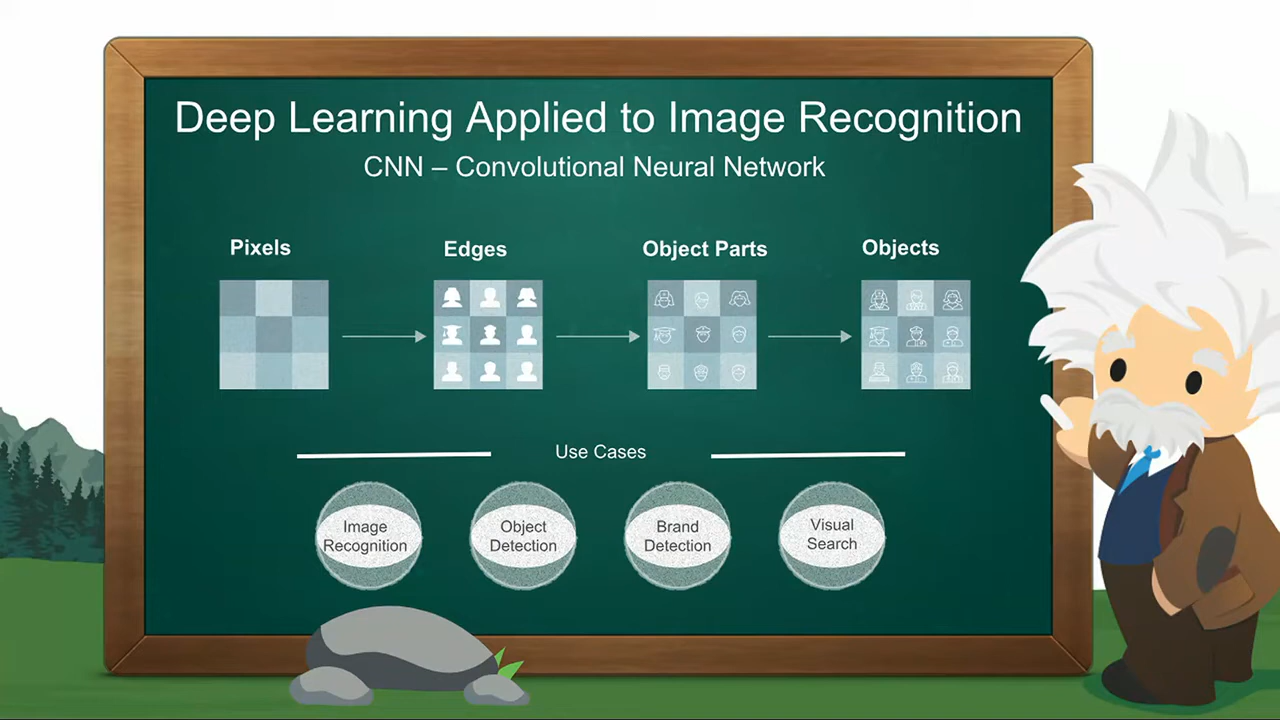 Deep Learning Applied to Image Recognition
CNN – Convolutional Neural Network
Pixels
Edges
Object Parts
Objects
Use Cases
Image
Recognition
Object
Detection
Brand
Detection
Visual
Search